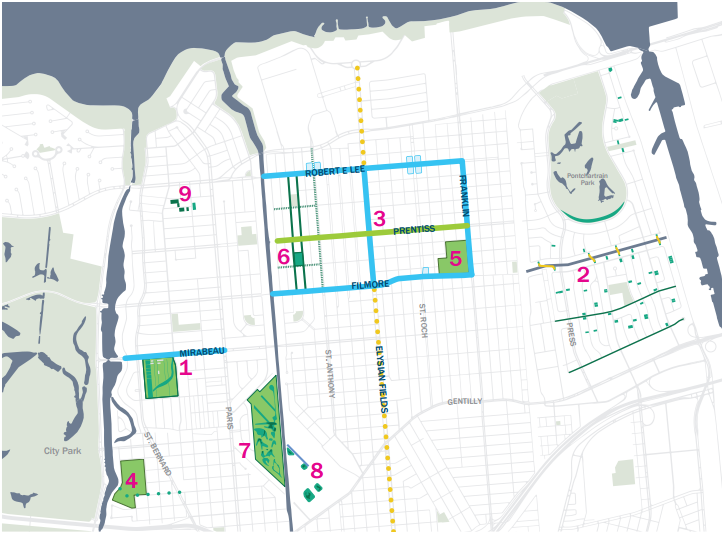 ROBERT E LEE
FRANKLIN
Pontchartrain
Park
9
3
PRENTISS
6
5
2
FILMORE
ST. ROCH
PRESS
MIRABEAU
1
ST. ANTHONY
ELYSIAN FIELDS
GENTILLY
PARIS
City Park
ST. BERNARD
7
8
4